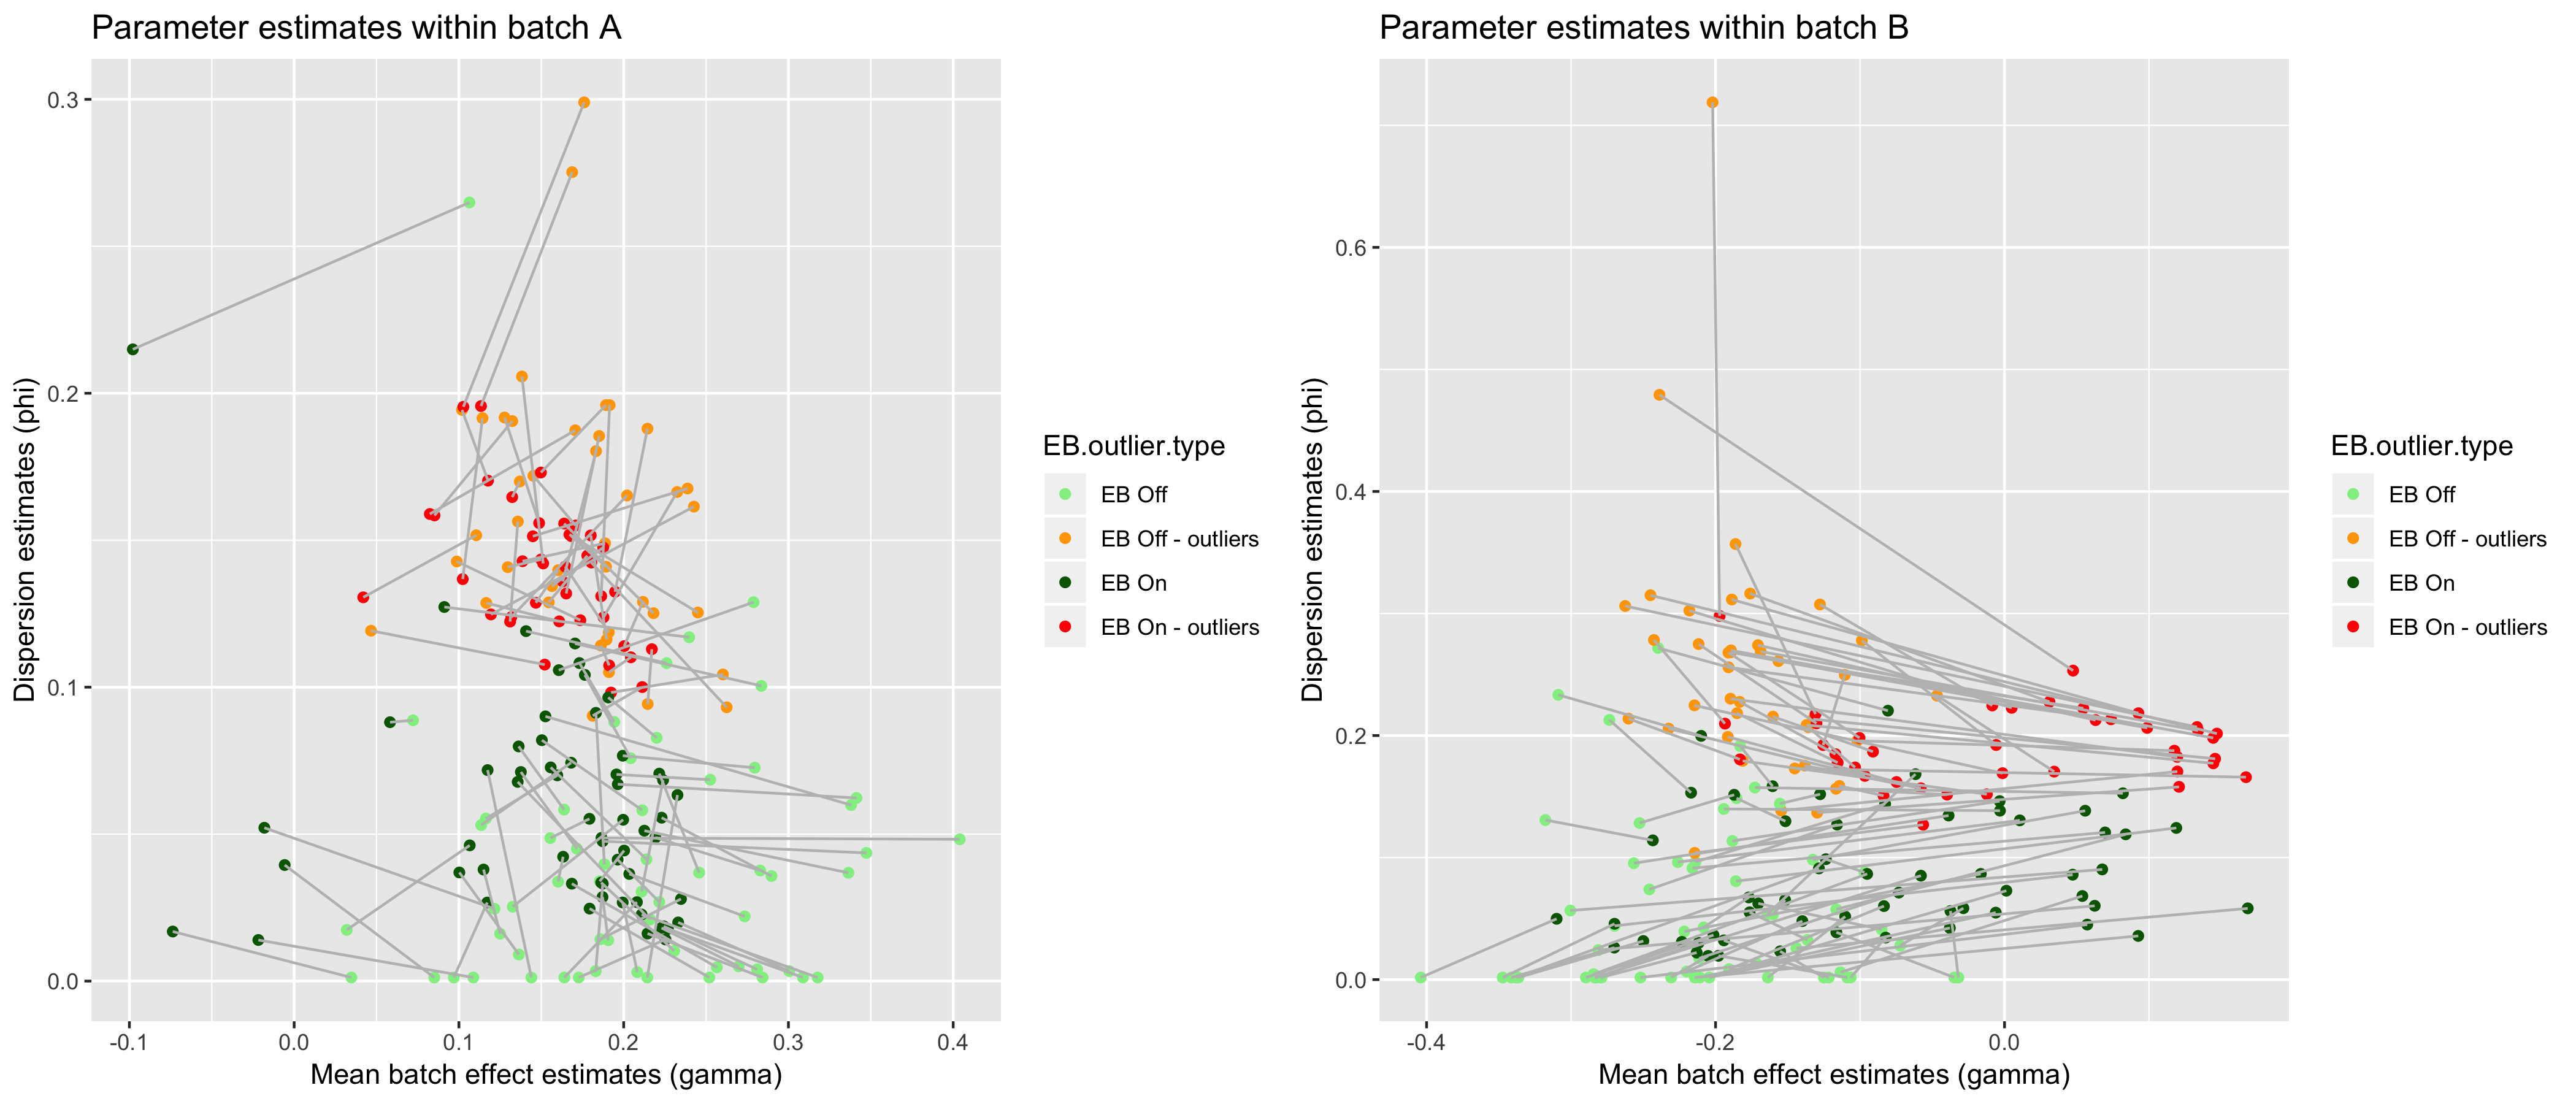 Parameter estimates within batch A
Dispersion estimates (phi)
0.3
0.2
0.1
0.0
-0.1
0.0
0.1
0.2
0.3
0.4
Mean batch effect estimates (gamma)
EB.outlier.type
EB Off
EB Off - outliers
EB On
EB On - outliers
Parameter estimates within batch B
Dispersion estimates (phi)
0.6
0.4
0.2
0.0
-0.4
-0.2
0.0
Mean batch effect estimates (gamma)
EB.outlier.type
EB Off
EB Off - outliers
EB On
EB On - outliers